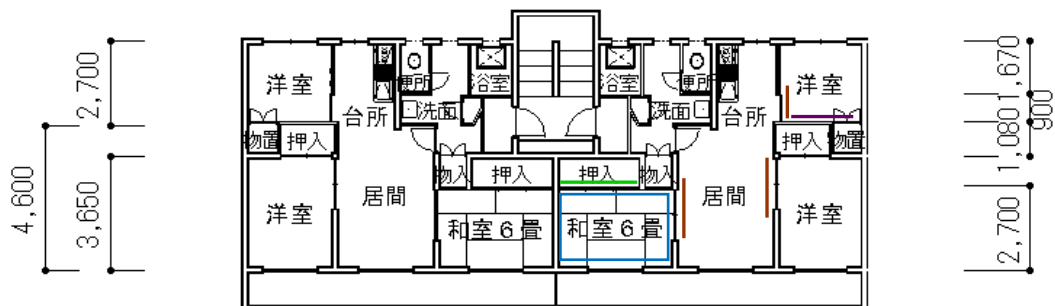 2,700
4,600
3,650
洋室
台所
便所
浴室
浴室
便所
台所
洋室
洗面
洗面
物置
押入
押入
物置
物入
押入
押入
物入
洋室
居間
和室6畳
和室6畳
居間
洋室
1,670
900
1,080
2,700